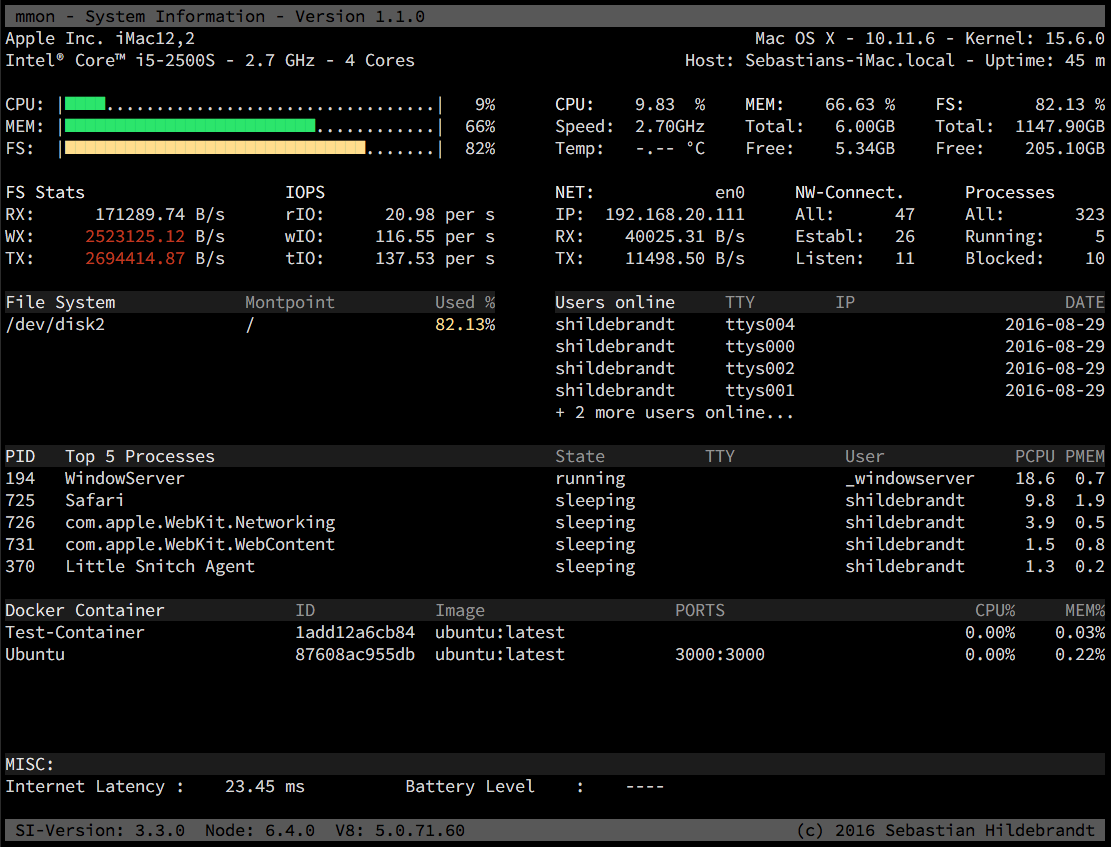 mmon - System Information - Version 1.1.0
Apple Inc. iMac12,2 Mac OS X - 10.11.6 - Kernel: 15.6.0
Intel® Core™ i5-2500S - 2.7 GHz - 4 Cores Host: Sebastians-iMac.local - Uptime: 45 m
CPU: |....................................| 9% CPU: 9.83 % MEM: 66.63 % FS: 82.13 %
MEM: |............| 66% Speed: 2.70GHz Total: 6.00GB Total: 1147.90GB
FS: |.......| 82% Temp: -.-- °C Free: 5.34GB Free: 205.10GB
FS Stats IOPS NET: en0 NW-Connect. Processes
RX: 171289.74 B/s rIO: 20.98 per s IP: 192.168.20.111 All: 47 All: 323
WX: 2523125.12 B/s wIO: 116.55 per s RX: 40025.31 B/s Establ: 26 Running: 5
TX: 2694414.87 B/s tIO: 137.53 per s TX: 11498.50 B/s Listen: 11 Blocked: 10
File System Montpoint Used % Users online TTY IP DATE
/dev/disk2 / 82.13% shildebrandt ttys004 2016-08-29
shildebrandt ttys000 2016-08-29
shildebrandt ttys002 2016-08-29
shildebrandt ttys001 2016-08-29
+ 2 more users online...
PID Top 5 Processes State TTY User PCPU PMEM
194 WindowServer running _windowserver 18.6 0.7
725 Safari sleeping shildebrandt 9.8 1.9
726 com.apple.WebKit.Networking sleeping shildebrandt 3.9 0.5
731 com.apple.WebKit.WebContent sleeping shildebrandt 1.5 0.8
370 Little Snitch Agent sleeping shildebrandt 1.3 0.2
Docker Container ID Image PORTS CPU% MEM%
Test-Container 1add12a6cb84 ubuntu:latest 0.00% 0.03%
Ubuntu 87608ac955db ubuntu:latest 3000:3000 0.00% 0.22%
MISC:
Internet Latency : 23.45 ms Battery Level : ----
SI-Version: 3.3.0 Node: 6.4.0 V8: 5.0.71.60 (c) 2016 Sebastian Hildebrandt